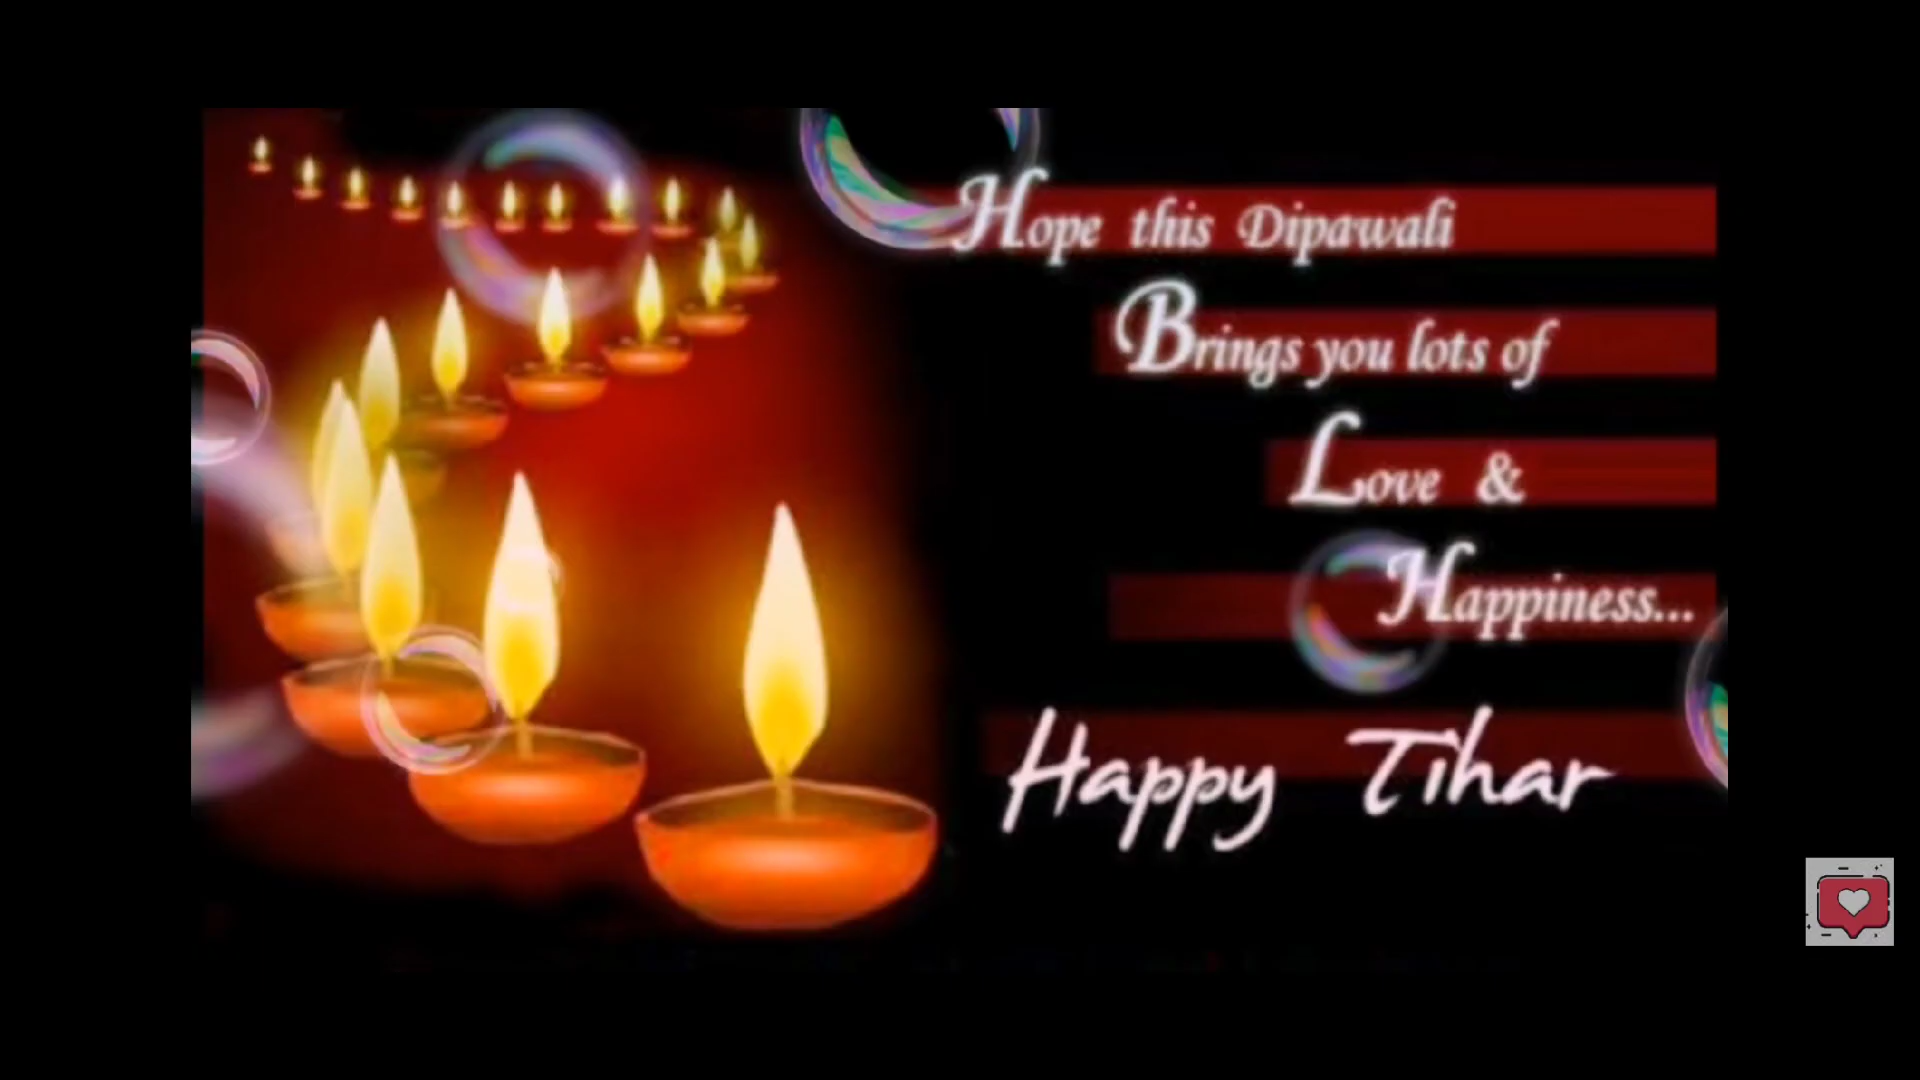 Hope this Dipawali
Brings you lots of
Love &
Happiness...
Happy Tihar